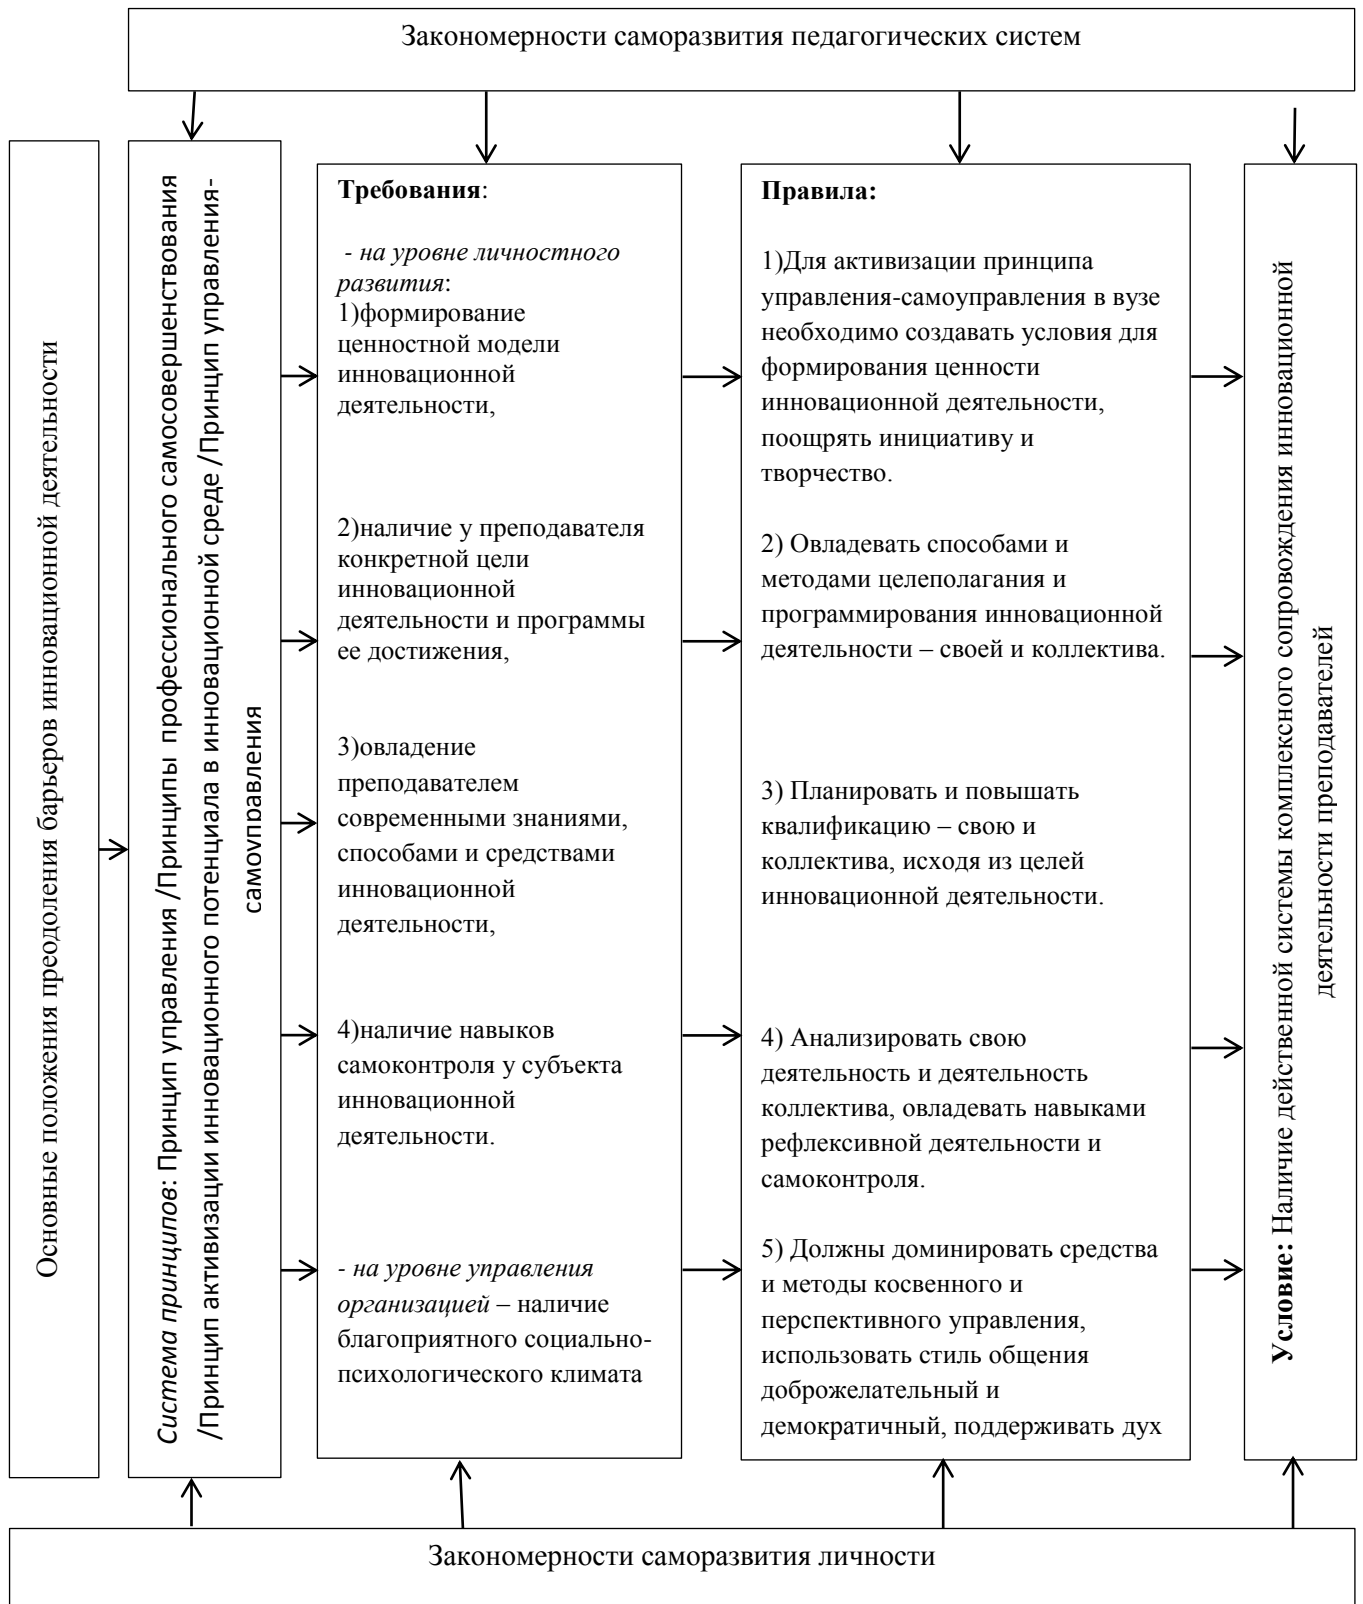 Закономерности саморазвития педагогических систем
Основные положения преодоления барьеров инновационной деятельности
Система принципов: Принцип управления /Принципы профессионального самосовершенствования
/Принцип активизации инновационного потенциала в инновационной среде /Принцип управления-
самоуправления
Требования:
- на уровне личностного
развития:
1)формирование
ценностной модели
инновационной
деятельности,
2)наличие у преподавателя
конкретной цели
инновационной
деятельности и программы
ее достижения,
3)овладение
преподавателем
современными знаниями,
способами и средствами
инновационной
деятельности,
4)наличие навыков
самоконтроля у субъекта
инновационной
деятельности.
- на уровне управления
организацией – наличие
благоприятного социально-
психологического климата
Правила:
1)Для активизации принципа
управления-самоуправления в вузе
необходимо создавать условия для
формирования ценности
инновационной деятельности,
поощрять инициативу и
творчество.
2) Овладевать способами и
методами целеполагания и
программирования инновационной
деятельности – своей и коллектива.
3) Планировать и повышать
квалификацию – свою и
коллектива, исходя из целей
инновационной деятельности.
4) Анализировать свою
деятельность и деятельность
коллектива, овладевать навыками
рефлексивной деятельности и
самоконтроля.
5) Должны доминировать средства
и методы косвенного и
перспективного управления,
использовать стиль общения
доброжелательный и
демократичный, поддерживать дух
Условие: Наличие действенной системы комплексного сопровождения инновационной
деятельности преподавателей
Закономерности саморазвития личности